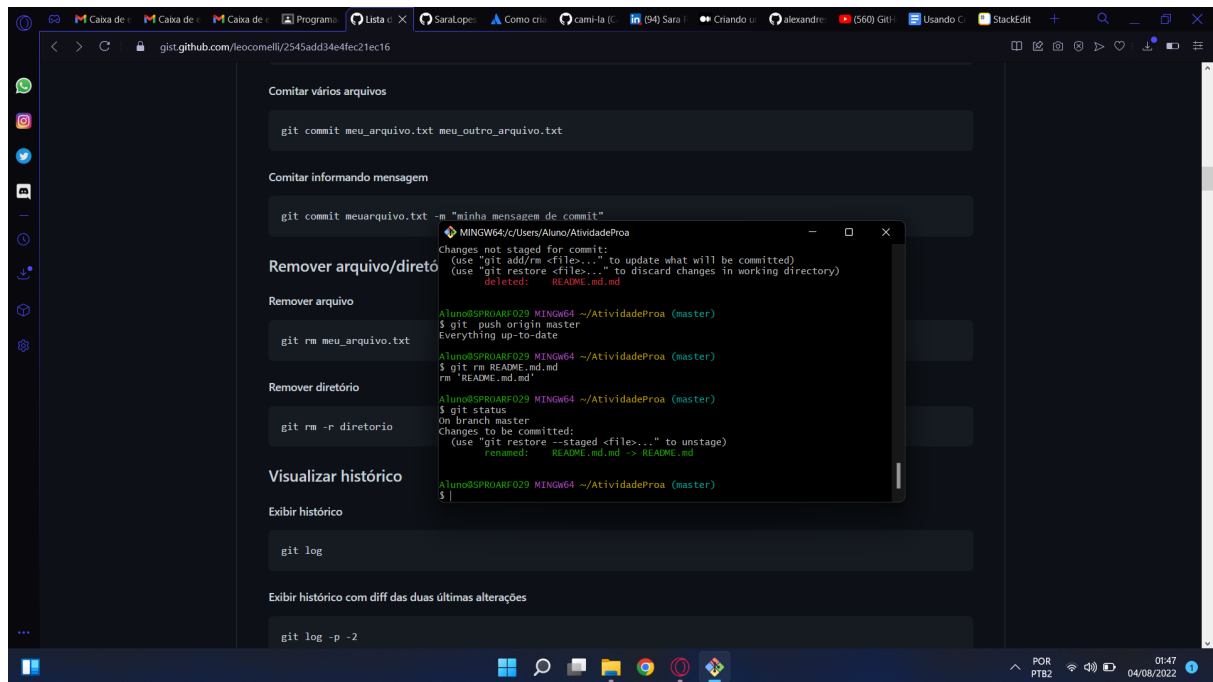 Caixa de e
Caixa de e
Caixa de e
Programa
Lista d
SaraLopes
Como cria
cami-la (C
(94) Sara
Criando u
alexandre
(560) GitH
Usando
StackEdit
gist.github.com/leocomelli/2545add34e4fec21ec16
Comitar vários arquivos
git commit meu_arquivo.txt meu_outro_arquivo.txt
Comitar informando mensagem
git commit meuarquivo.txt -m "minha mensagem de commit"
Remover arquivo/diretó
Remover arquivo
git rm meu_arquivo.txt
Remover diretório
git rm -r diretorio
Visualizar histórico
Exibir histórico
git log
Exibir histórico com diff das duas últimas alterações
git log -p -2
MINGW64:/c/Users/Aluno/AtividadeProa
Changes not staged for commit:
(use "git add/rm <file>..." to update what will be committed)
(use "git restore <file>..." to discard changes in working directory)
deleted: README.md.md
Aluno@SPROARF029 MINGW64 ~/AtividadeProa (master)
$ git  push origin master
Everything up-to-date
Aluno@SPROARF029 MINGW64 ~/AtividadeProa (master)
$ git rm README.md.md
rm 'README.md.md'
Aluno@SPROARF029 MINGW64 ~/AtividadeProa (master)
$ git status
On branch master
Changes to be committed:
(use "git restore --staged <file>..." to unstage)
renamed: README.md.md -> README.md
Aluno@SPROARF029 MINGW64 ~/AtividadeProa (master)
$
POR
PTB2
01:47
04/08/2022
1